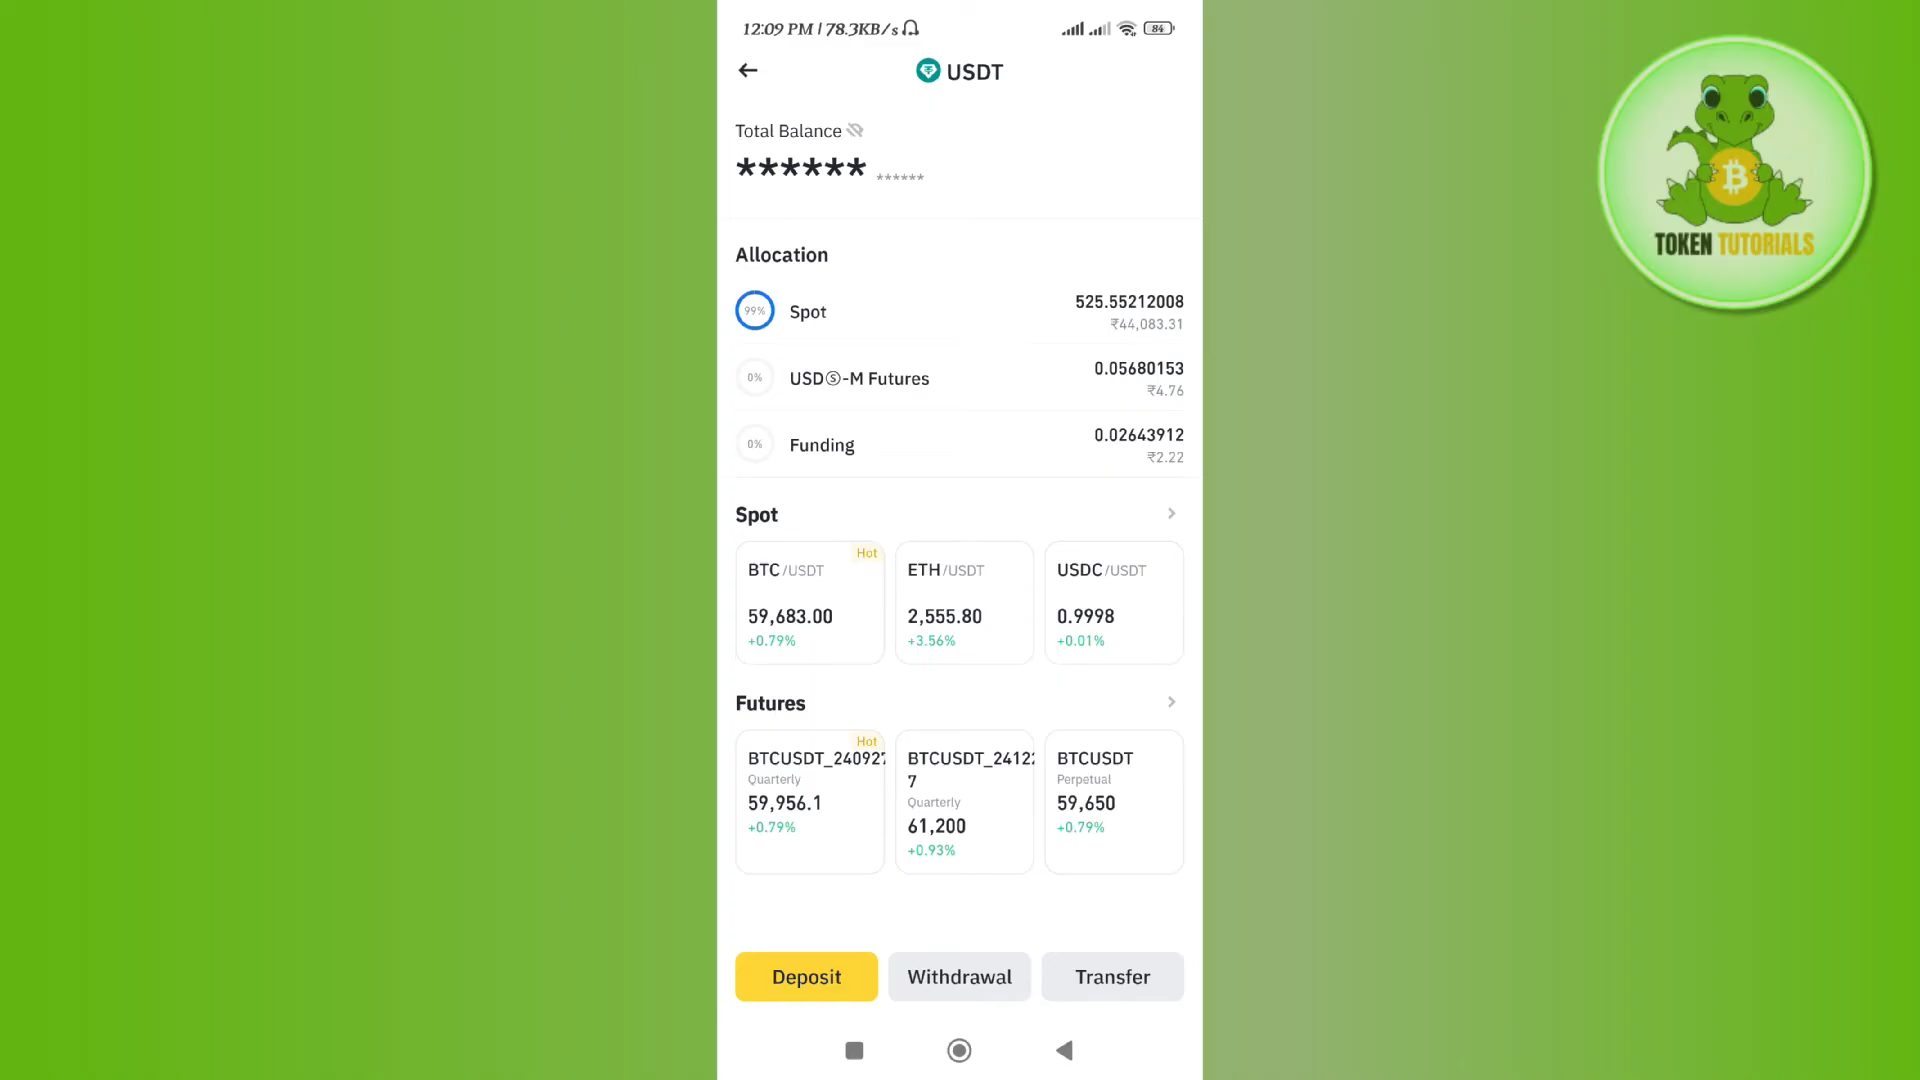 12:09 PM | 78.3KB/s
84
USDT
Total Balance
****** ******
Allocation
99% Spot 525.55212008
₹44,083.31
0% USDⓈ-M Futures 0.05680153
₹4.76
0% Funding 0.02643912
₹2.22
Spot
Hot
BTC/USDT ETH/USDT USDC/USDT
59,683.00 2,555.80 0.9998
+0.79% +3.56% +0.01%
Futures
Hot
BTCUSDT_240927
Quarterly
59,956.1
+0.79%
BTCUSDT_24122
7
Quarterly
61,200
+0.93%
BTCUSDT
Perpetual
59,650
+0.79%
Deposit Withdrawal Transfer
TOKEN TUTORIALS